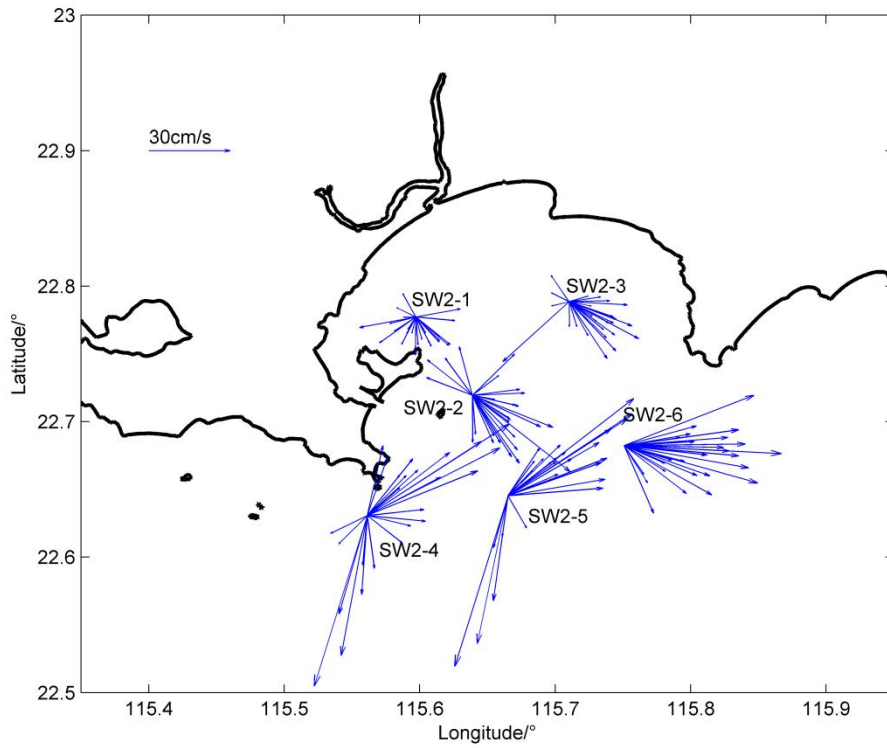 23
22.9
22.8
22.7
22.6
22.5
Latitude/°
30cm/s
SW2-1
SW2-3
SW2-2
SW2-6
SW2-5
SW2-4
115.4
115.5
115.6
115.7
115.8
115.9
Longitude/°